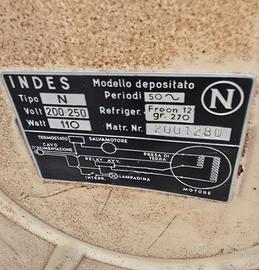 INDES Modello depositato
Tipo N Periodi 50
Volt 200/250 Refriger. Freon 12
gr. 270
Watt 110 Matr. Nr. 2001280
N
TERMOSTATO SALVAMOTORE
CAVO
D'ALIMENTAZIONE
RELAY AVV. PRESA DI
TERRA
INTERR. LAMPADINA
MOTORE